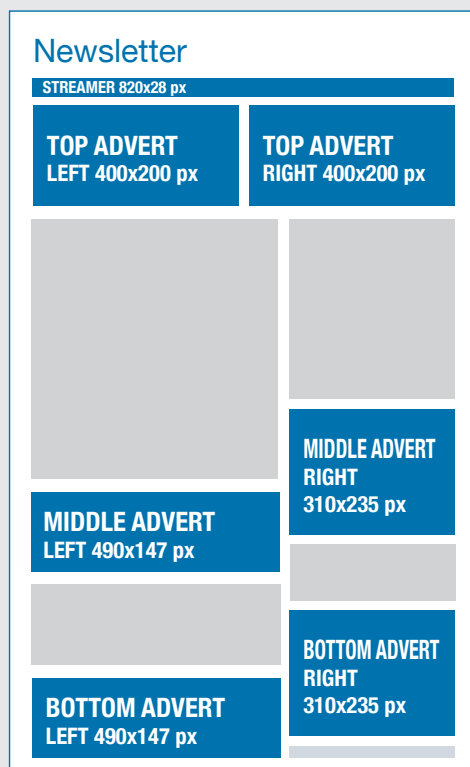 Newsletter
STREAMER 820x28 px
TOP ADVERT
LEFT 400x200 px
TOP ADVERT
RIGHT 400x200 px
MIDDLE ADVERT
RIGHT
310x235 px
MIDDLE ADVERT
LEFT 490x147 px
BOTTOM ADVERT
RIGHT
310x235 px
BOTTOM ADVERT
LEFT 490x147 px